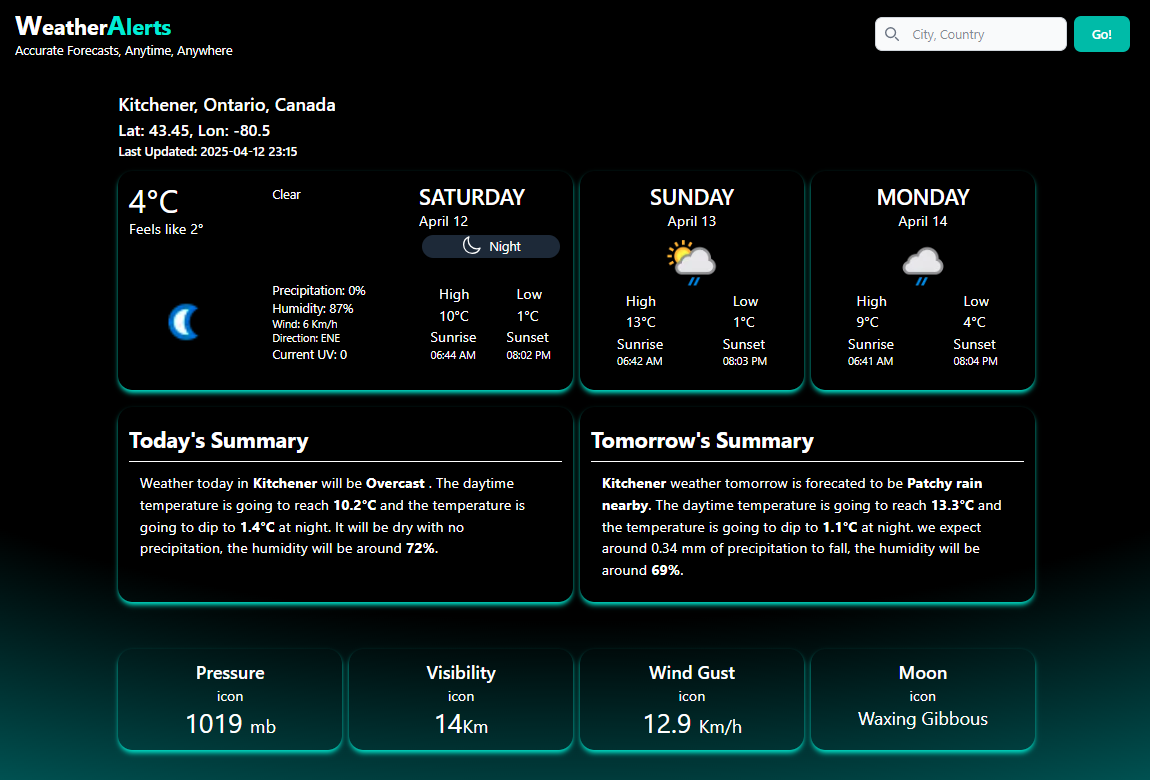 WeatherAlerts
Accurate Forecasts, Anytime, Anywhere
City, Country
Go!
Kitchener, Ontario, Canada
Lat: 43.45, Lon: -80.5
Last Updated: 2025-04-12 23:15
4°C
Feels like 2°
Clear
Precipitation: 0%
Humidity: 87%
Wind: 6 Km/h
Direction: ENE
Current UV: 0
SATURDAY
April 12
Night
High Low
10°C 1°C
Sunrise Sunset
06:44 AM 08:02 PM
SUNDAY
April 13
High Low
13°C 1°C
Sunrise Sunset
06:42 AM 08:03 PM
MONDAY
April 14
High Low
9°C 4°C
Sunrise Sunset
06:41 AM 08:04 PM
Today's Summary
Weather today in Kitchener will be Overcast . The daytime
temperature is going to reach 10.2°C and the temperature is
going to dip to 1.4°C at night. It will be dry with no
precipitation, the humidity will be around 72%.
Tomorrow's Summary
Kitchener weather tomorrow is forecated to be Patchy rain
nearby. The daytime temperature is going to reach 13.3°C and
the temperature is going to dip to 1.1°C at night. we expect
around 0.34 mm of precipitation to fall, the humidity will be
around 69%.
Pressure
icon
1019 mb
Visibility
icon
14Km
Wind Gust
icon
12.9 Km/h
Moon
icon
Waxing Gibbous